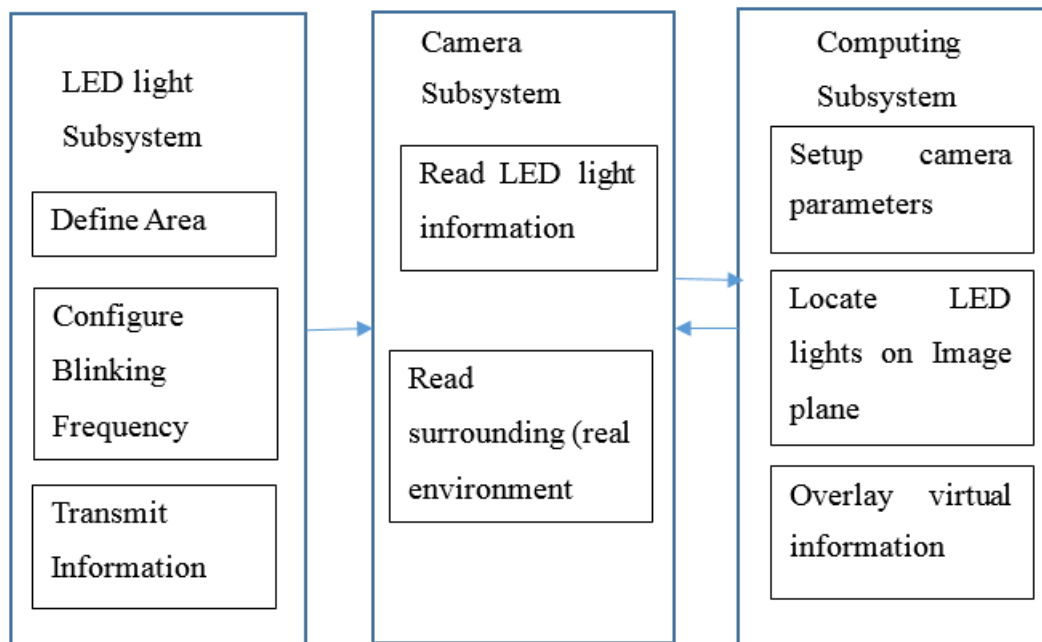 LED light
Subsystem
Define Area
Configure
Blinking
Frequency
Transmit
Information
Camera
Subsystem
Read LED light
information
Read
surrounding (real
environment
Computing
Subsystem
Setup camera
parameters
Locate LED
lights on Image
plane
Overlay virtual
information